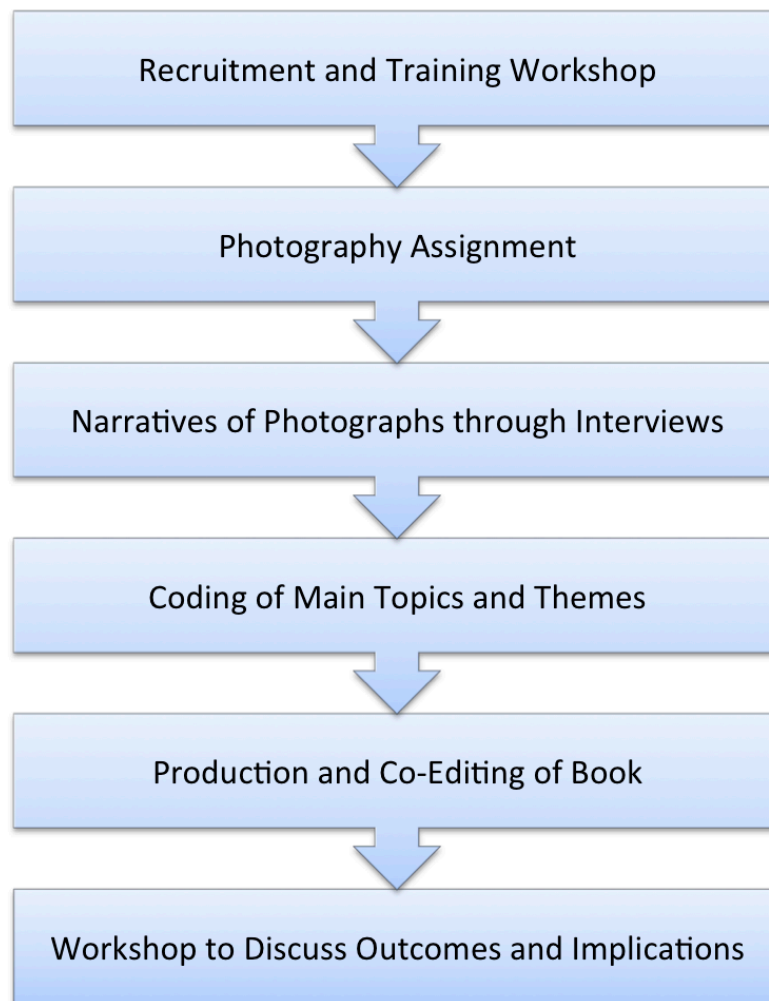 Recruitment and Training Workshop
Photography Assignment
Narratives of Photographs through Interviews
Coding of Main Topics and Themes
Production and Co-Editing of Book
Workshop to Discuss Outcomes and Implications